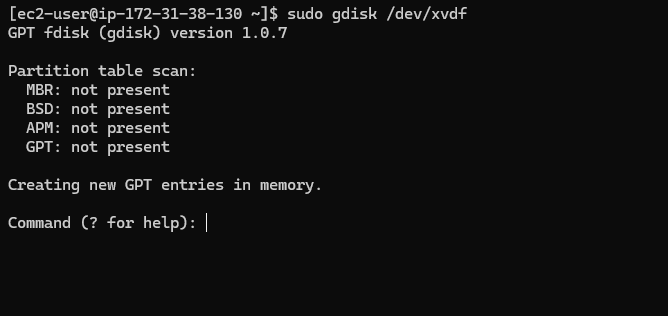 [ec2-user@ip-172-31-38-130 ~]$ sudo gdisk /dev/xvdf
GPT fdisk (gdisk) version 1.0.7
Partition table scan:
MBR: not present
BSD: not present
APM: not present
GPT: not present
Creating new GPT entries in memory.
Command (? for help):